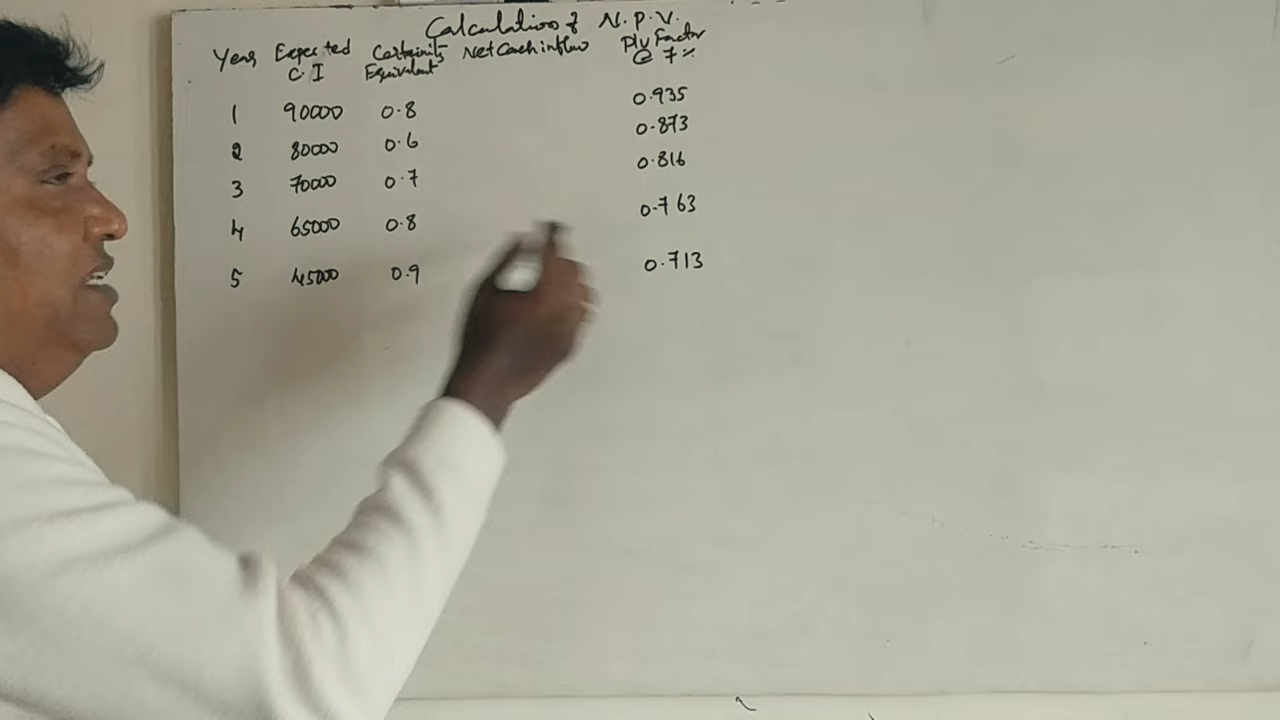 Calculation of N.P.V.
Year Expected C.I Certainity Equivalent Net Cash inflow P/v Factor @ 7%
1 90000 0.8 0.935
2 80000 0.6 0.873
3 70000 0.7 0.816
4 65000 0.8 0.763
5 45000 0.9 0.713